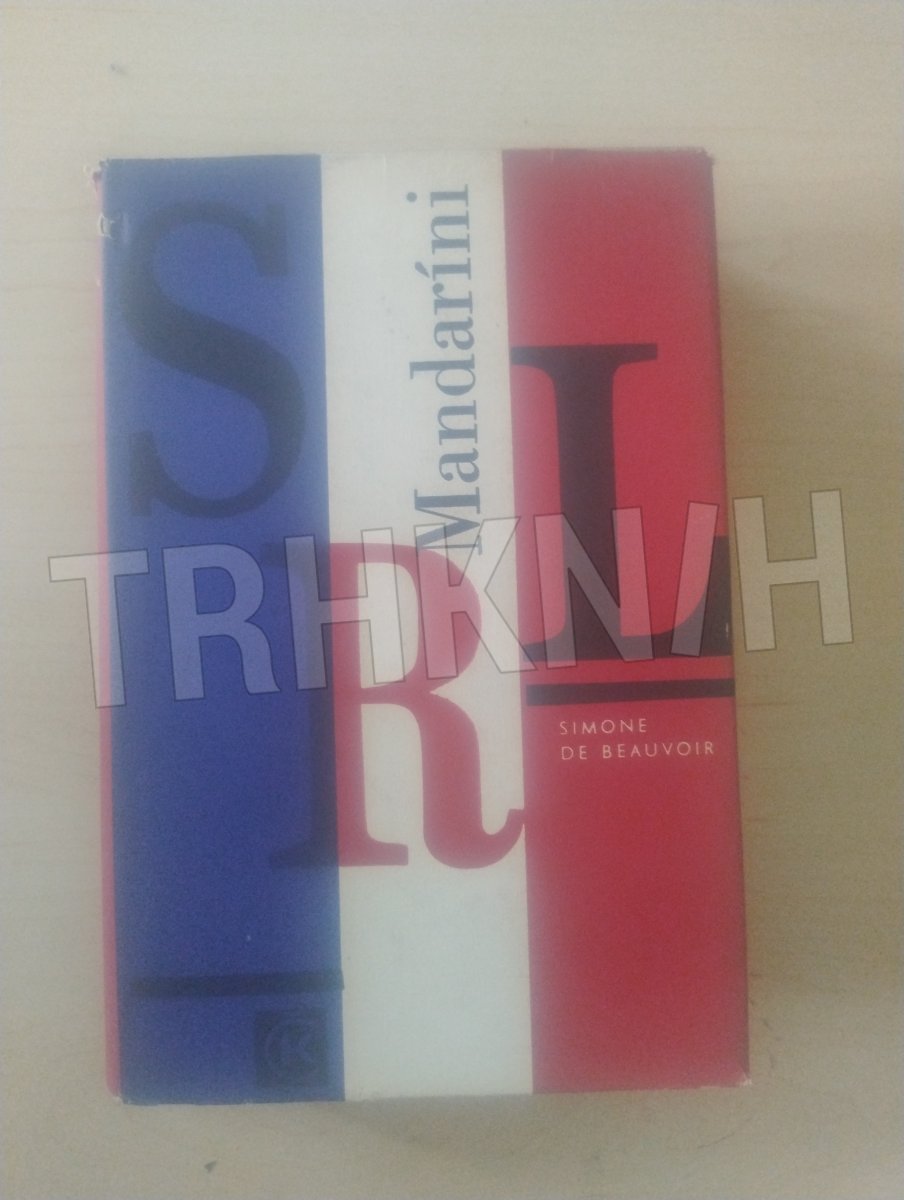 S
Mandaríni
R
L
SIMONE
DE BEAUVOIR
TRHKNIH